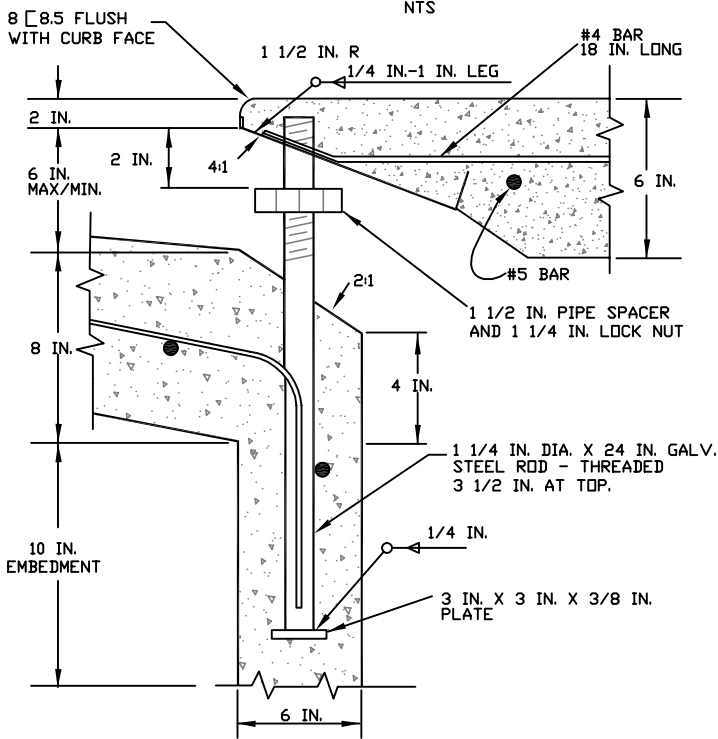 NTS
8 [8.5 FLUSH
WITH CURB FACE
1 1/2 IN. R
1/4 IN.-1 IN. LEG
#4 BAR
18 IN. LONG
2 IN.
2 IN.
4:1
6 IN.
MAX/MIN.
6 IN.
#5 BAR
2:1
1 1/2 IN. PIPE SPACER
AND 1 1/4 IN. LOCK NUT
8 IN.
4 IN.
1 1/4 IN. DIA. X 24 IN. GALV.
STEEL ROD - THREADED
3 1/2 IN. AT TOP.
1/4 IN.
10 IN.
EMBEDMENT
3 IN. X 3 IN. X 3/8 IN.
PLATE
6 IN.